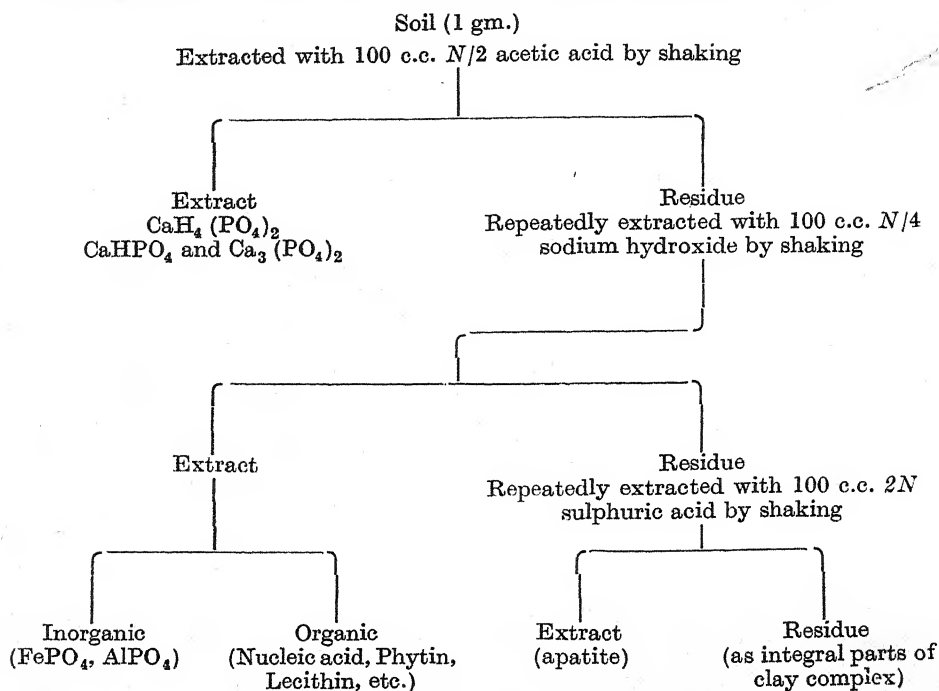 Soil (1 gm.)
Extracted with 100 c.c. N/2 acetic acid by shaking
Extract
CaH₄ (PO₄)₂
CaHPO₄ and Ca₃ (PO₄)₂
Residue
Repeatedly extracted with 100 c.c. N/4
sodium hydroxide by shaking
Extract
Residue
Repeatedly extracted with 100 c.c. 2N
sulphuric acid by shaking
Inorganic
(FePO₄, AlPO₄)
Organic
(Nucleic acid, Phytin,
Lecithin, etc.)
Extract
(apatite)
Residue
(as integral parts of
clay complex)